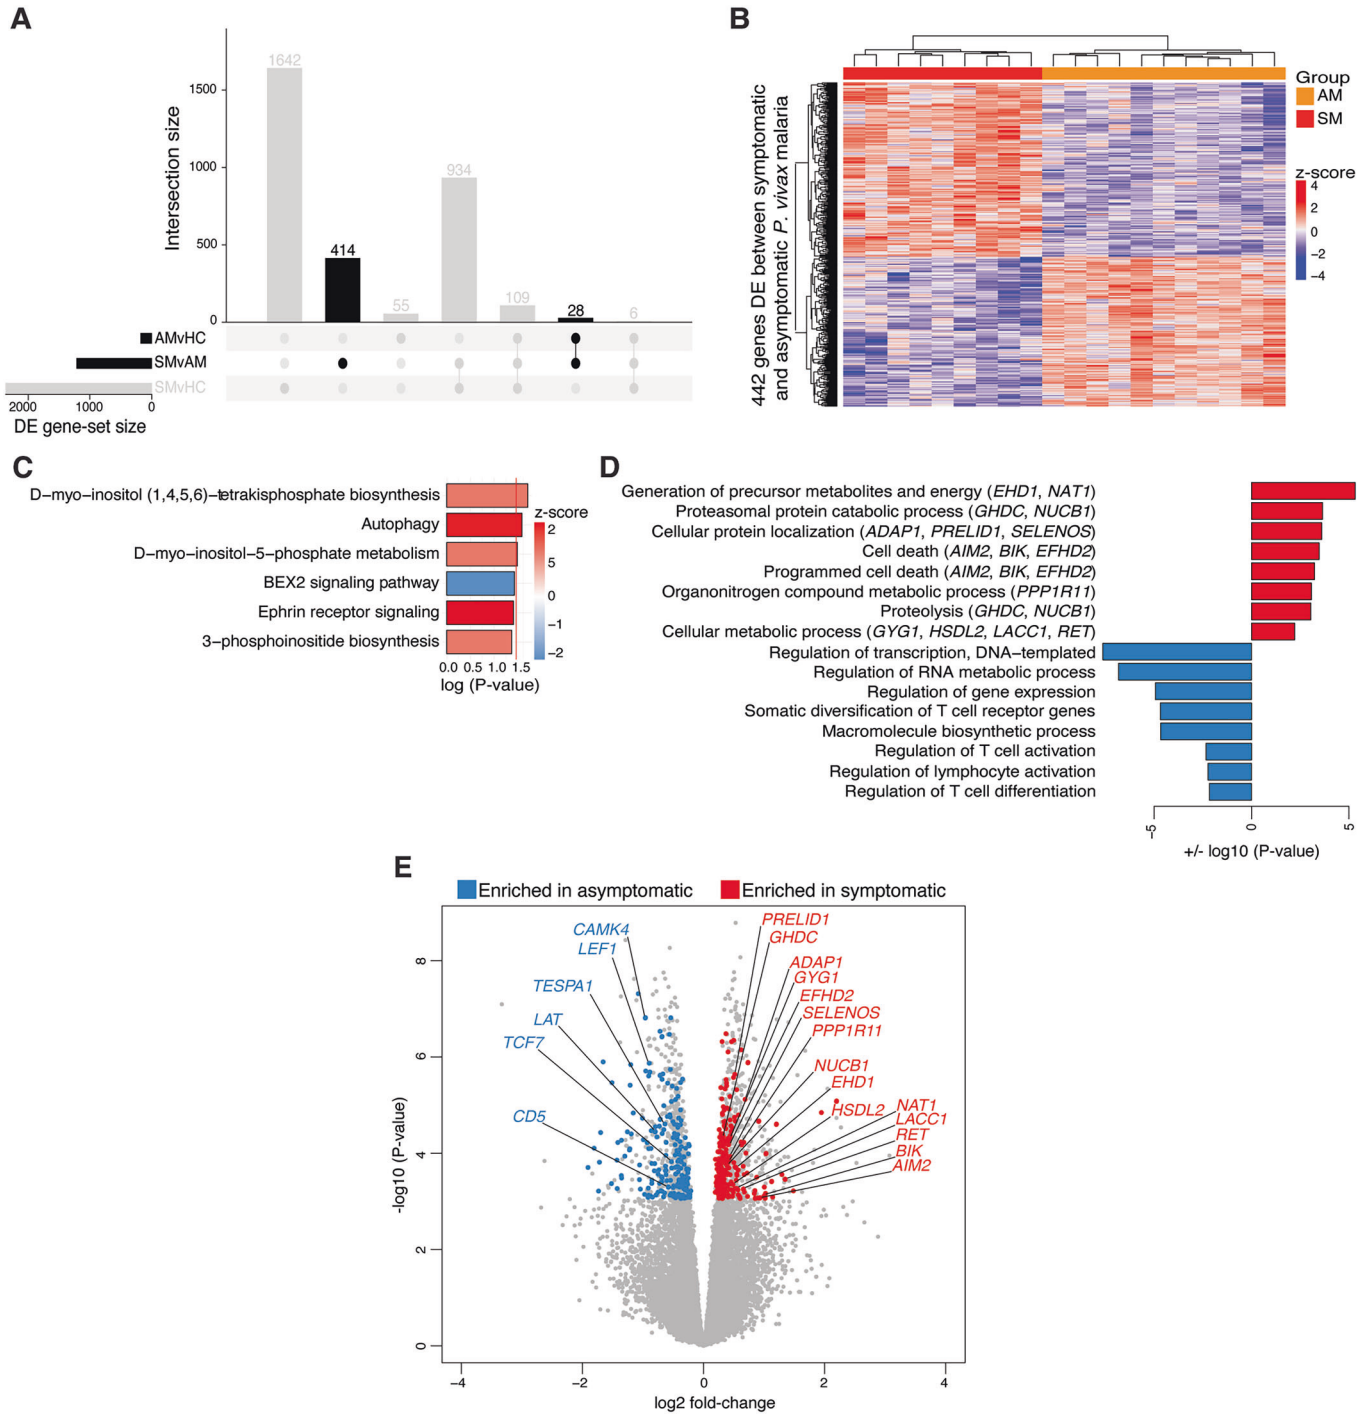 A
Intersection size
1500
1000
500
0
1642
414
55
934
109
28
6
AMvHC
SMvAM
SMvHC
2000 1000 0
DE gene-set size
B
442 genes DE between symptomatic
and asymptomatic P. vivax malaria
Group
AM
SM
z-score
4
2
0
−2
−4
C
D−myo−inositol (1,4,5,6)−tetrakisphosphate biosynthesis
Autophagy
D−myo−inositol−5−phosphate metabolism
BEX2 signaling pathway
Ephrin receptor signaling
3−phosphoinositide biosynthesis
0.0 0.5 1.0 1.5
log (P-value)
z-score
2
5
0
−1
−2
D
Generation of precursor metabolites and energy (EHD1, NAT1)
Proteasomal protein catabolic process (GHDC, NUCB1)
Cellular protein localization (ADAP1, PRELID1, SELENOS)
Cell death (AIM2, BIK, EFHD2)
Programmed cell death (AIM2, BIK, EFHD2)
Organonitrogen compound metabolic process (PPP1R11)
Proteolysis (GHDC, NUCB1)
Cellular metabolic process (GYG1, HSDL2, LACC1, RET)
Regulation of transcription, DNA−templated
Regulation of RNA metabolic process
Regulation of gene expression
Somatic diversification of T cell receptor genes
Macromolecule biosynthetic process
Regulation of T cell activation
Regulation of lymphocyte activation
Regulation of T cell differentiation
−5 0 5
+/- log10 (P-value)
E
Enriched in asymptomatic
Enriched in symptomatic
CAMK4
LEF1
TESPA1
LAT
TCF7
CD5
PRELID1
GHDC
ADAP1
GYG1
EFHD2
SELENOS
PPP1R11
NUCB1
EHD1
HSDL2
NAT1
LACC1
RET
BIK
AIM2
-log10 (P-value)
8
6
4
2
0
−4 −2 0 2 4
log2 fold-change